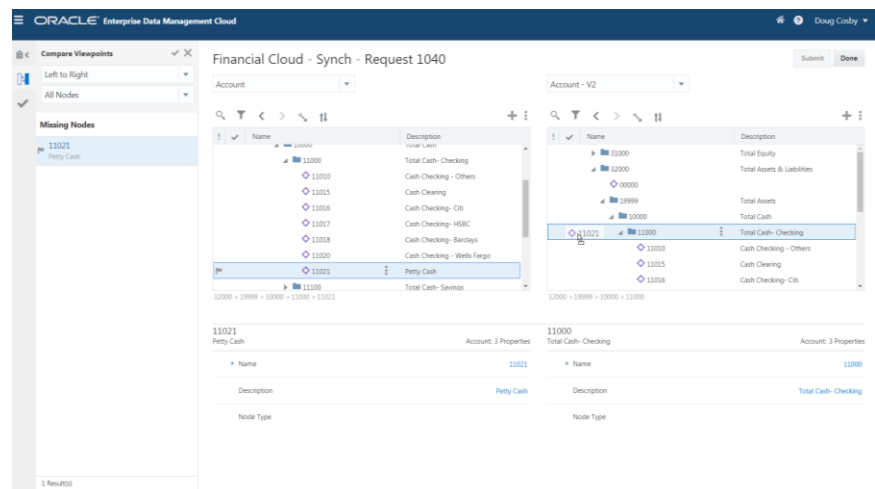 ORACLE Enterprise Data Management Cloud
Doug Cosby
Compare Viewpoints
Left to Right
All Nodes
Missing Nodes
11021
Petty Cash
1 Result(s)
Financial Cloud - Synch - Request 1040
Submit Done
Account
! Name Description
10000 Total Cash
11000 Total Cash- Checking
11010 Cash Checking - Others
11015 Cash Clearing
11016 Cash Checking- Citi
11017 Cash Checking- HSBC
11018 Cash Checking- Barclays
11020 Cash Checking - Wells Fargo
11021 Petty Cash
11100 Total Cash- Savings
32000 > 19999 > 10000 > 11000 > 11021
11021
Petty Cash Account: 3 Properties
* Name 11021
Description Petty Cash
Node Type
Account - V2
! Name Description
31000 Total Equity
32000 Total Assets & Liabilities
00000
19999 Total Assets
10000 Total Cash
11021 11000 Total Cash- Checking
11010 Cash Checking - Others
11015 Cash Clearing
11016 Cash Checking- Citi
32000 > 19999 > 10000 > 11000
11000
Total Cash- Checking Account: 3 Properties
* Name 11000
Description Total Cash- Checking
Node Type